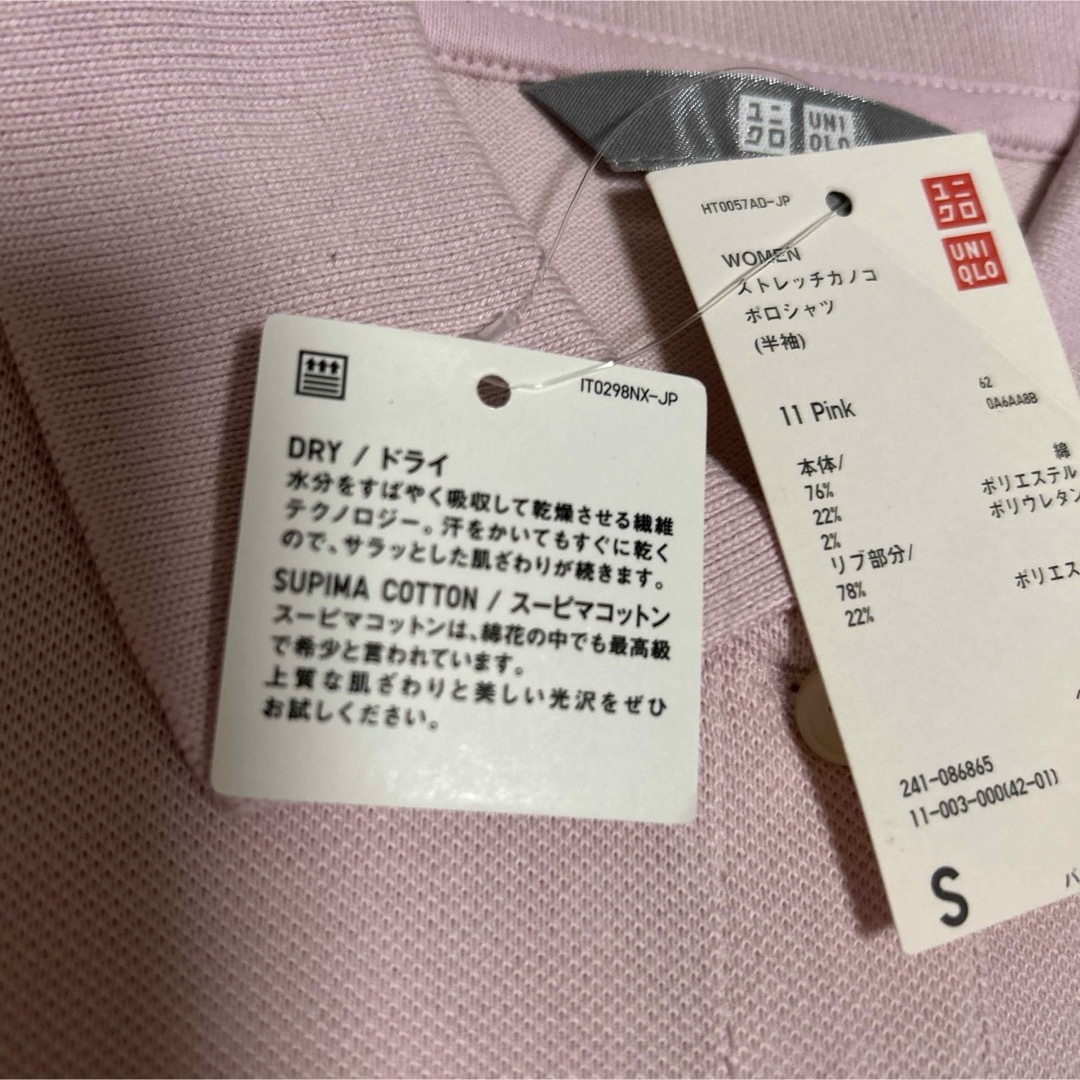 ユニ
クロ
UNI
QLO
HT0057AD-JP
ユニ
クロ
UNI
QLO
WOMEN
ストレッチカノコ
ポロシャツ
(半袖)
11 Pink
62
0A6AA8B
本体/
綿
76%
ポリエステル
22%
ポリウレタン
2%
リブ部分/
78%
ポリエス
22%
241-086865
11-003-000(42-01)
S
IT0298NX-JP
DRY / ドライ
水分をすばやく吸収して乾燥させる繊維
テクノロジー。汗をかいてもすぐに乾く
ので、サラッとした肌ざわりが続きます。
SUPIMA COTTON / スーピマコットン
スーピマコットンは、綿花の中でも最高級
で希少と言われています。
上質な肌ざわりと美しい光沢をぜひ
お試しください。